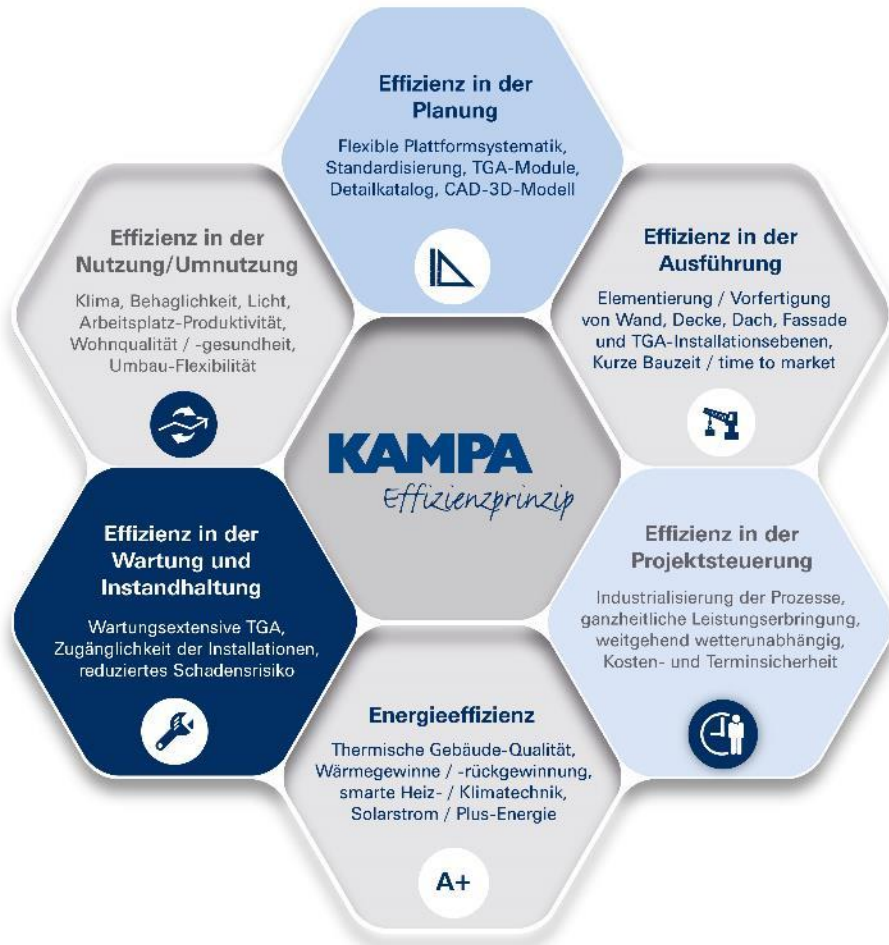 Effizienz in der
Planung
Flexible Plattformsystematik,
Standardisierung, TGA-Module,
Detailkatalog, CAD-3D-Modell
Effizienz in der
Nutzung/Umnutzung
Klima, Behaglichkeit, Licht,
Arbeitsplatz-Produktivität,
Wohnqualität / -gesundheit,
Umbau-Flexibilität
Effizienz in der
Ausführung
Elementierung / Vorfertigung
von Wand, Decke, Dach, Fassade
und TGA-Installationsebenen,
Kurze Bauzeit / time to market
KAMPA
Effizienzprinzip
Effizienz in der
Wartung und
Instandhaltung
Wartungsextensive TGA,
Zugänglichkeit der Installationen,
reduziertes Schadensrisiko
Effizienz in der
Projektsteuerung
Industrialisierung der Prozesse,
ganzheitliche Leistungserbringung,
weitgehend wetterunabhängig,
Kosten- und Terminsicherheit
Energieeffizienz
Thermische Gebäude-Qualität,
Wärmegewinne / -rückgewinnung,
smarte Heiz- / Klimatechnik,
Solarstrom / Plus-Energie
A+